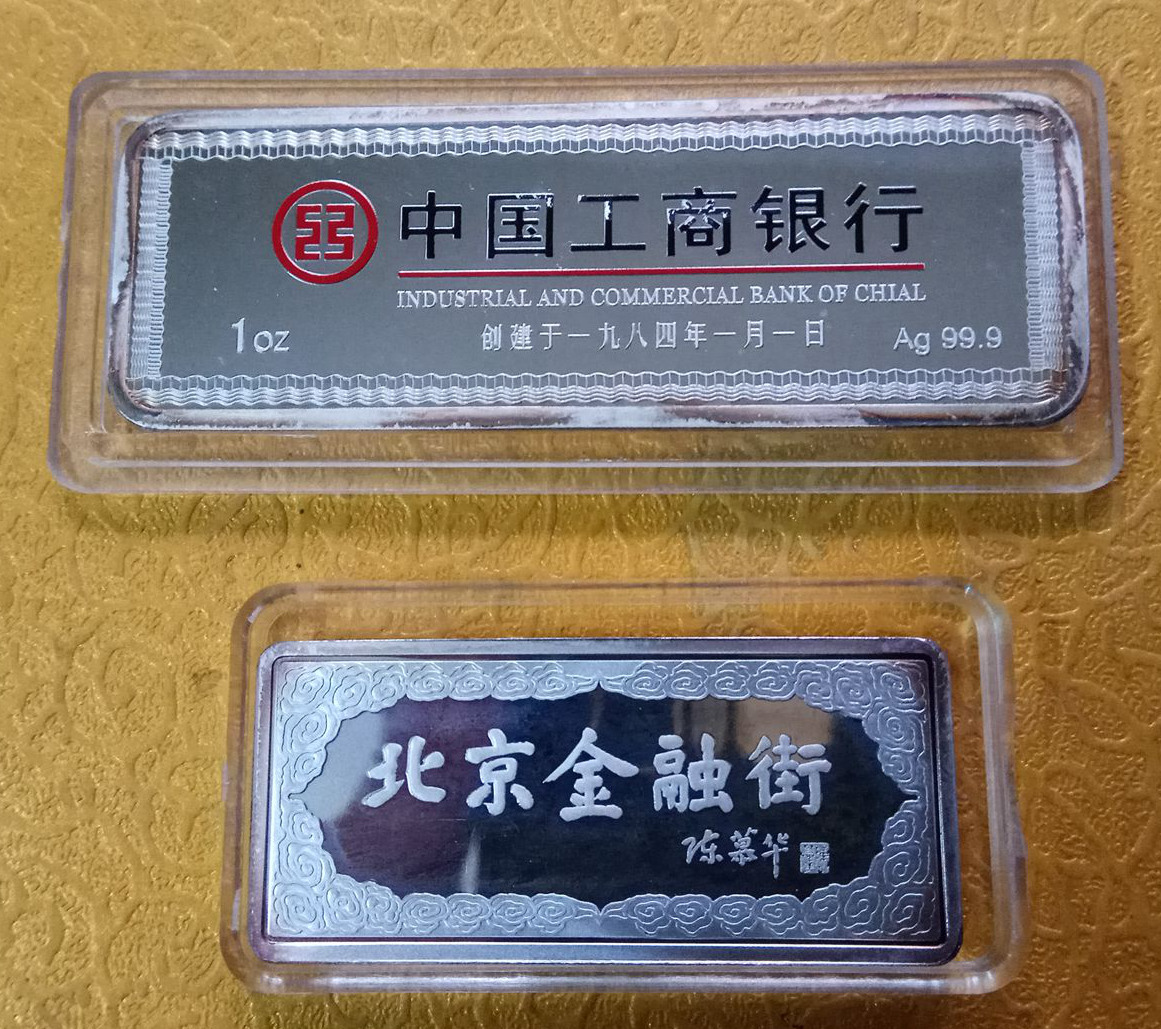 中国工商银行
INDUSTRIAL AND COMMERCIAL BANK OF CHIAL
创建于一九八四年一月一日
1oz
Ag 99.9
北京金融街
陈慕华